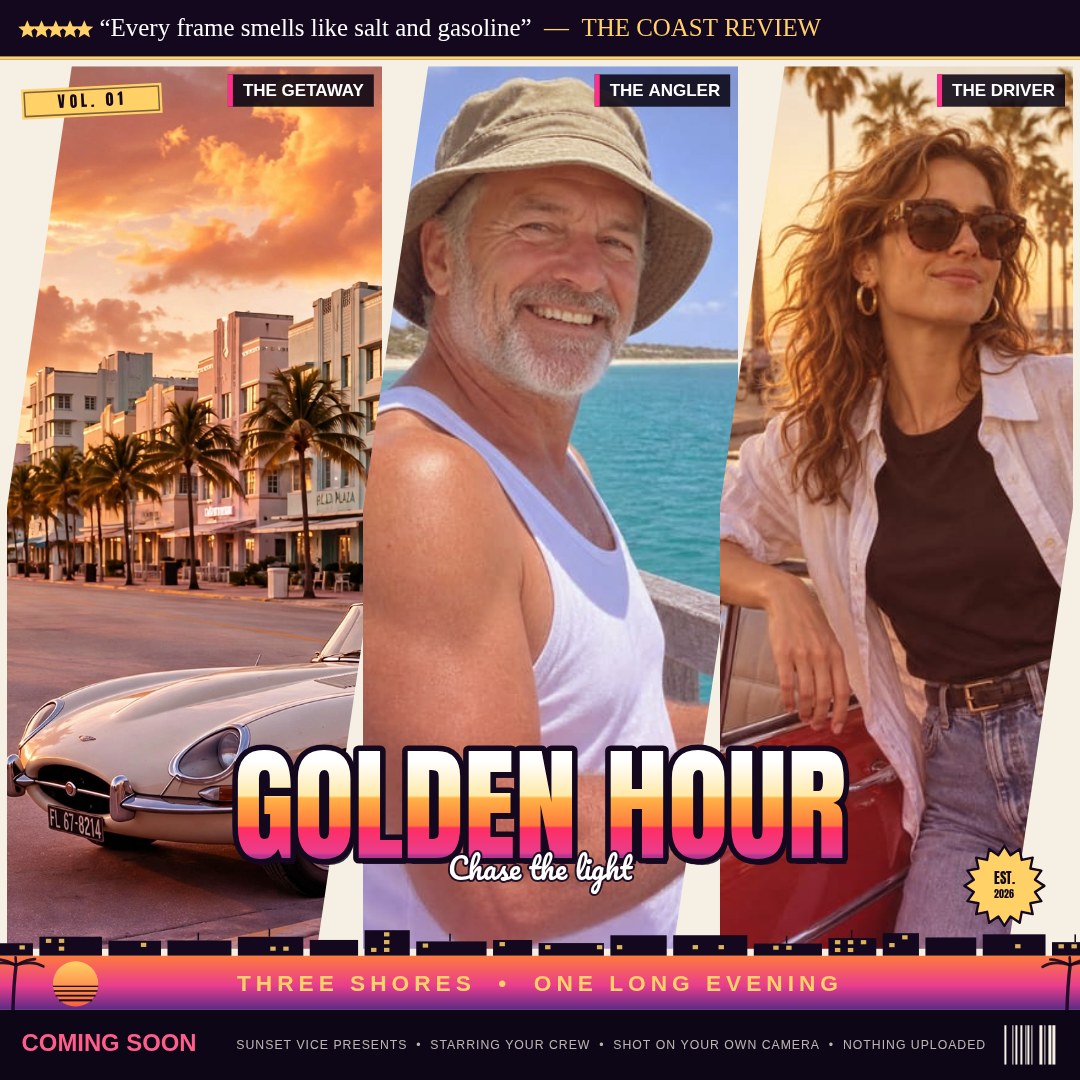 ★★★★★ “Every frame smells like salt and gasoline” — THE COAST REVIEW
VOL. 01
THE GETAWAY
THE ANGLER
THE DRIVER
FL 67-8214
GOLDEN HOUR
Chase the light
EST.
2026
THREE SHORES • ONE LONG EVENING
COMING SOON
SUNSET VICE PRESENTS • STARRING YOUR CREW • SHOT ON YOUR OWN CAMERA • NOTHING UPLOADED